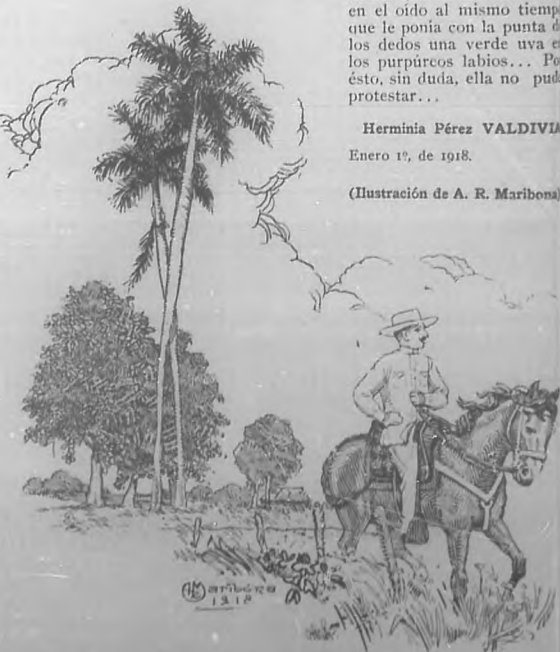 en el oído al mismo tiemp
que le ponía con la punta d
los dedos una verde uva e
los purpúreos labios... Po
ésto, sin duda, ella no pud
protestar...
Herminia Pérez VALDIVIA
Enero 1º, de 1918.
(Ilustración de A. R. Maribona)
Maribona
1918